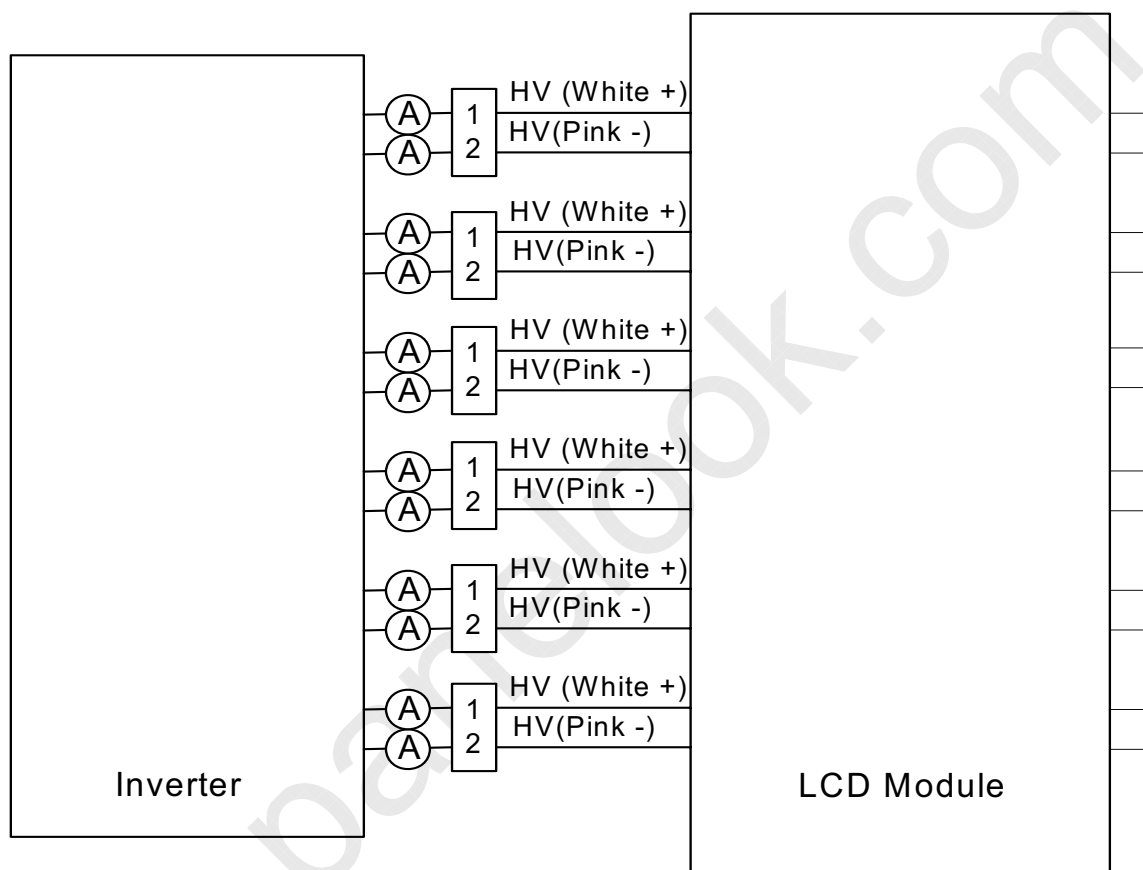 A 1 HV (White +)
A 2 HV(Pink -)
A 1 HV (White +)
A 2 HV(Pink -)
A 1 HV (White +)
A 2 HV(Pink -)
A 1 HV (White +)
A 2 HV(Pink -)
A 1 HV (White +)
A 2 HV(Pink -)
A 1 HV (White +)
A 2 HV(Pink -)
Inverter
LCD Module
panelook.com